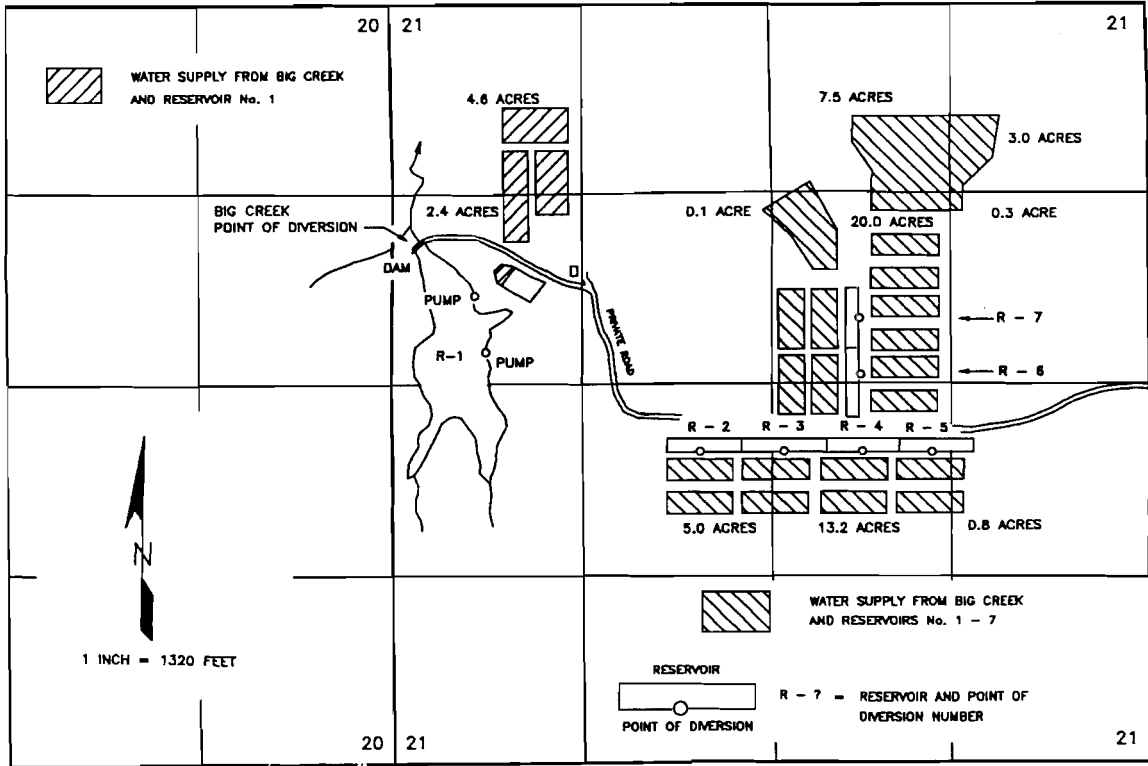 20 21
21
WATER SUPPLY FROM BIG CREEK
AND RESERVOIR No. 1
4.6 ACRES
7.5 ACRES
3.0 ACRES
BIG CREEK
POINT OF DIVERSION
2.4 ACRES
0.1 ACRE
20.0 ACRES
0.3 ACRE
DAM
D
PUMP
PRIVATE ROAD
R - 7
R-1
PUMP
R - 6
R - 2 R - 3 R - 4 R - 5
5.0 ACRES 13.2 ACRES 0.8 ACRES
N
1 INCH = 1320 FEET
WATER SUPPLY FROM BIG CREEK
AND RESERVOIRS No. 1 - 7
RESERVOIR
POINT OF DIVERSION
R - ? = RESERVOIR AND POINT OF
DIVERSION NUMBER
20 21
21